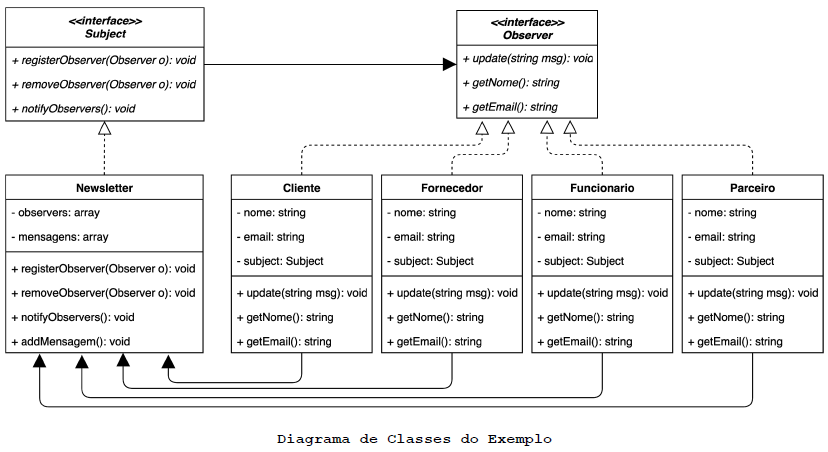 <<interface>>
Subject
+ registerObserver(Observer o): void
+ removeObserver(Observer o): void
+ notifyObservers(): void
<<interface>>
Observer
+ update(string msg): void
+ getNome(): string
+ getEmail(): string
Newsletter
- observers: array
- mensagens: array
+ registerObserver(Observer o): void
+ removeObserver(Observer o): void
+ notifyObservers(): void
+ addMensagem(): void
Cliente
- nome: string
- email: string
- subject: Subject
+ update(string msg): void
+ getNome(): string
+ getEmail(): string
Fornecedor
- nome: string
- email: string
- subject: Subject
+ update(string msg): void
+ getNome(): string
+ getEmail(): string
Funcionario
- nome: string
- email: string
- subject: Subject
+ update(string msg): void
+ getNome(): string
+ getEmail(): string
Parceiro
- nome: string
- email: string
- subject: Subject
+ update(string msg): void
+ getNome(): string
+ getEmail(): string
Diagrama de Classes do Exemplo